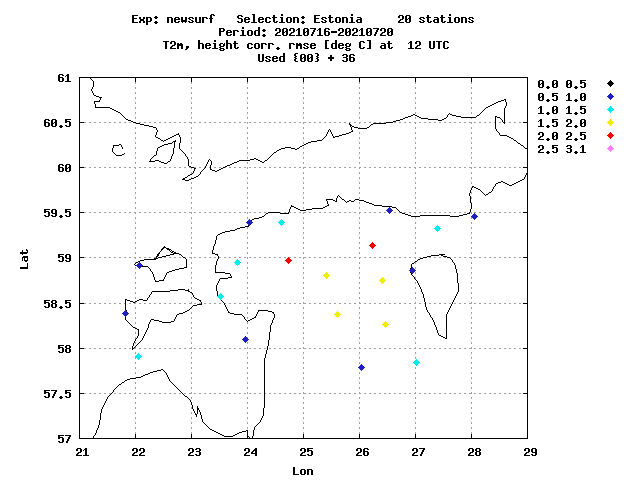 Exp: newsurf   Selection: Estonia     20 stations
Period: 20210716-20210720
T2m, height corr. rmse [deg C] at  12 UTC
Used {00} + 36
61
60.5
60
59.5
59
58.5
58
57.5
57
Lat
21 22 23 24 25 26 27 28 29
Lon
0.0 0.5
0.5 1.0
1.0 1.5
1.5 2.0
2.0 2.5
2.5 3.1